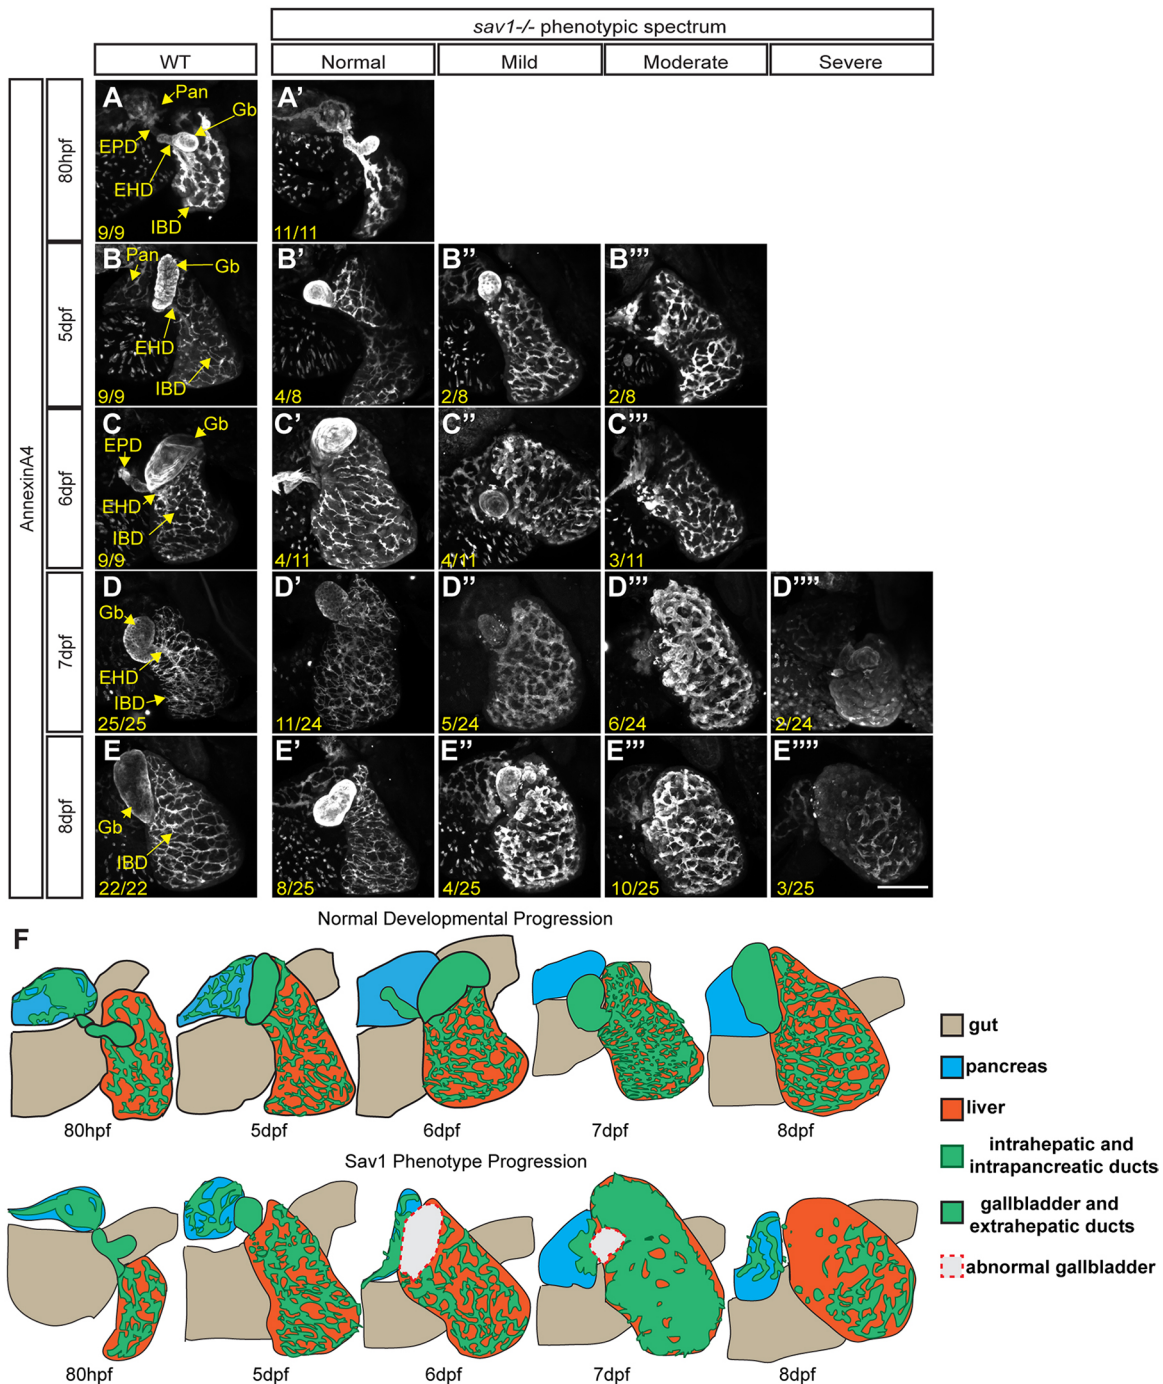 sav1-/- phenotypic spectrum
WT
Normal
Mild
Moderate
Severe
AnnexinA4
80hpf
A
Pan
Gb
EPD
EHD
IBD
9/9
A’
11/11
5dpf
B
Pan
Gb
EHD
IBD
9/9
B’
4/8
B’’
2/8
B’’’
2/8
6dpf
C
Gb
EPD
EHD
IBD
9/9
C’
4/11
C’’
4/11
C’’’
3/11
7dpf
D
Gb
EHD
IBD
25/25
D’
11/24
D’’
5/24
D’’’
6/24
D’’’’
2/24
8dpf
E
Gb
IBD
22/22
E’
8/25
E’’
4/25
E’’’
10/25
E’’’’
3/25
F
Normal Developmental Progression
80hpf
5dpf
6dpf
7dpf
8dpf
Sav1 Phenotype Progression
80hpf
5dpf
6dpf
7dpf
8dpf
gut
pancreas
liver
intrahepatic and
intrapancreatic ducts
gallbladder and
extrahepatic ducts
abnormal gallbladder